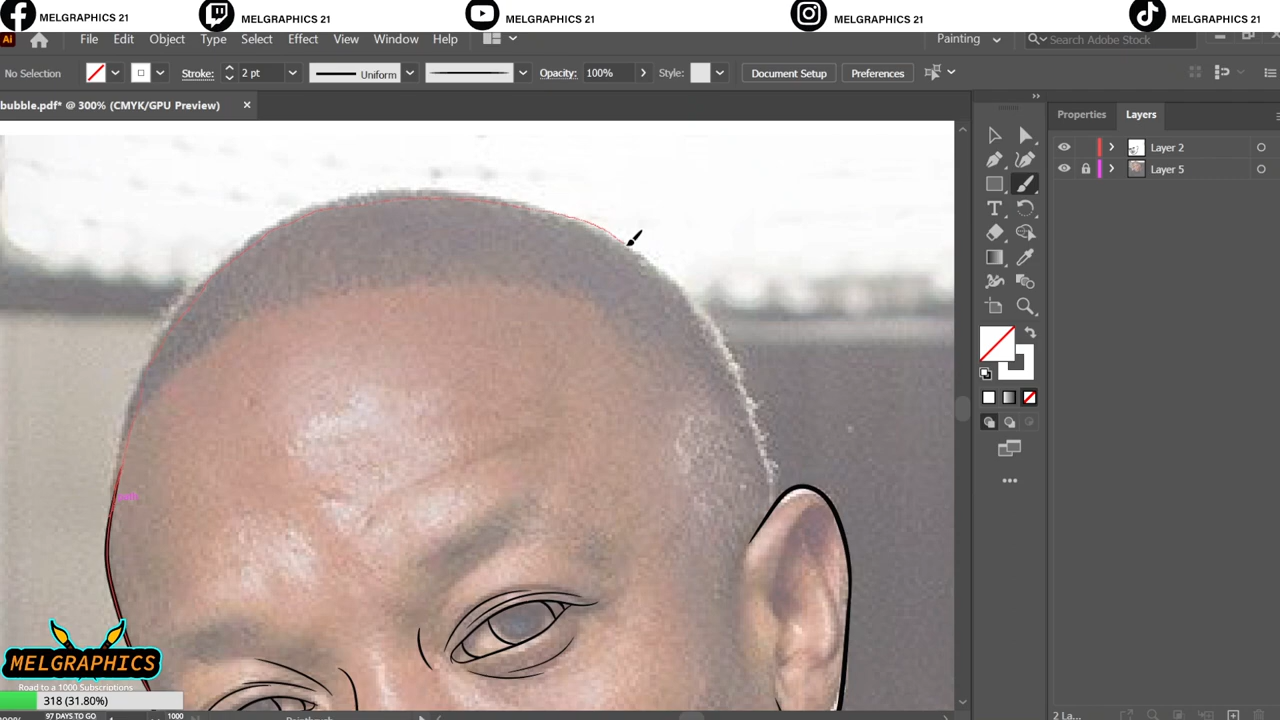 MELGRAPHICS 21 MELGRAPHICS 21 MELGRAPHICS 21 MELGRAPHICS 21 MELGRAPHICS 21
Ai File Edit Object Type Select Effect View Window Help Painting Search Adobe Stock
No Selection Stroke: 2 pt Uniform Opacity: 100% Style: Document Setup Preferences
bubble.pdf* @ 300% (CMYK/GPU Preview)
Properties Layers
Layer 2
Layer 5
MELGRAPHICS
Road to a 1000 Subscriptions
318 (31.80%)
97 DAYS TO GO 1000
Paintbrush
2 La...